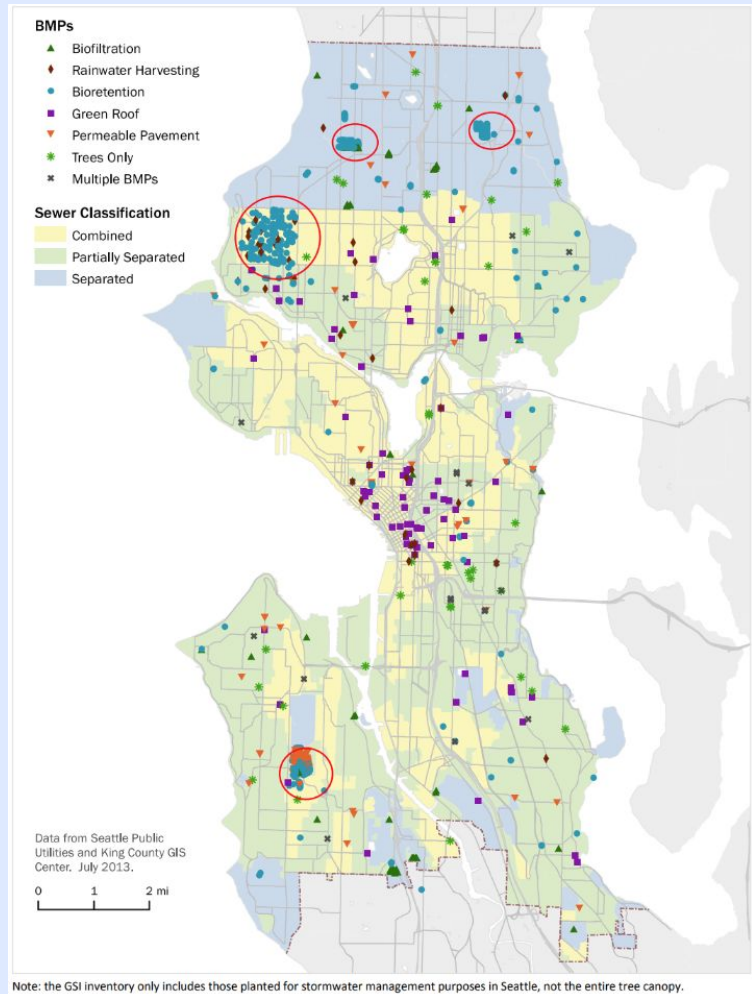 BMPs
Biofiltration
Rainwater Harvesting
Bioretention
Green Roof
Permeable Pavement
Trees Only
Multiple BMPs
Sewer Classification
Combined
Partially Separated
Separated
Data from Seattle Public
Utilities and King County GIS
Center. July 2013.
0 1 2 mi
Note: the GSI inventory only includes those planted for stormwater management purposes in Seattle, not the entire tree canopy.